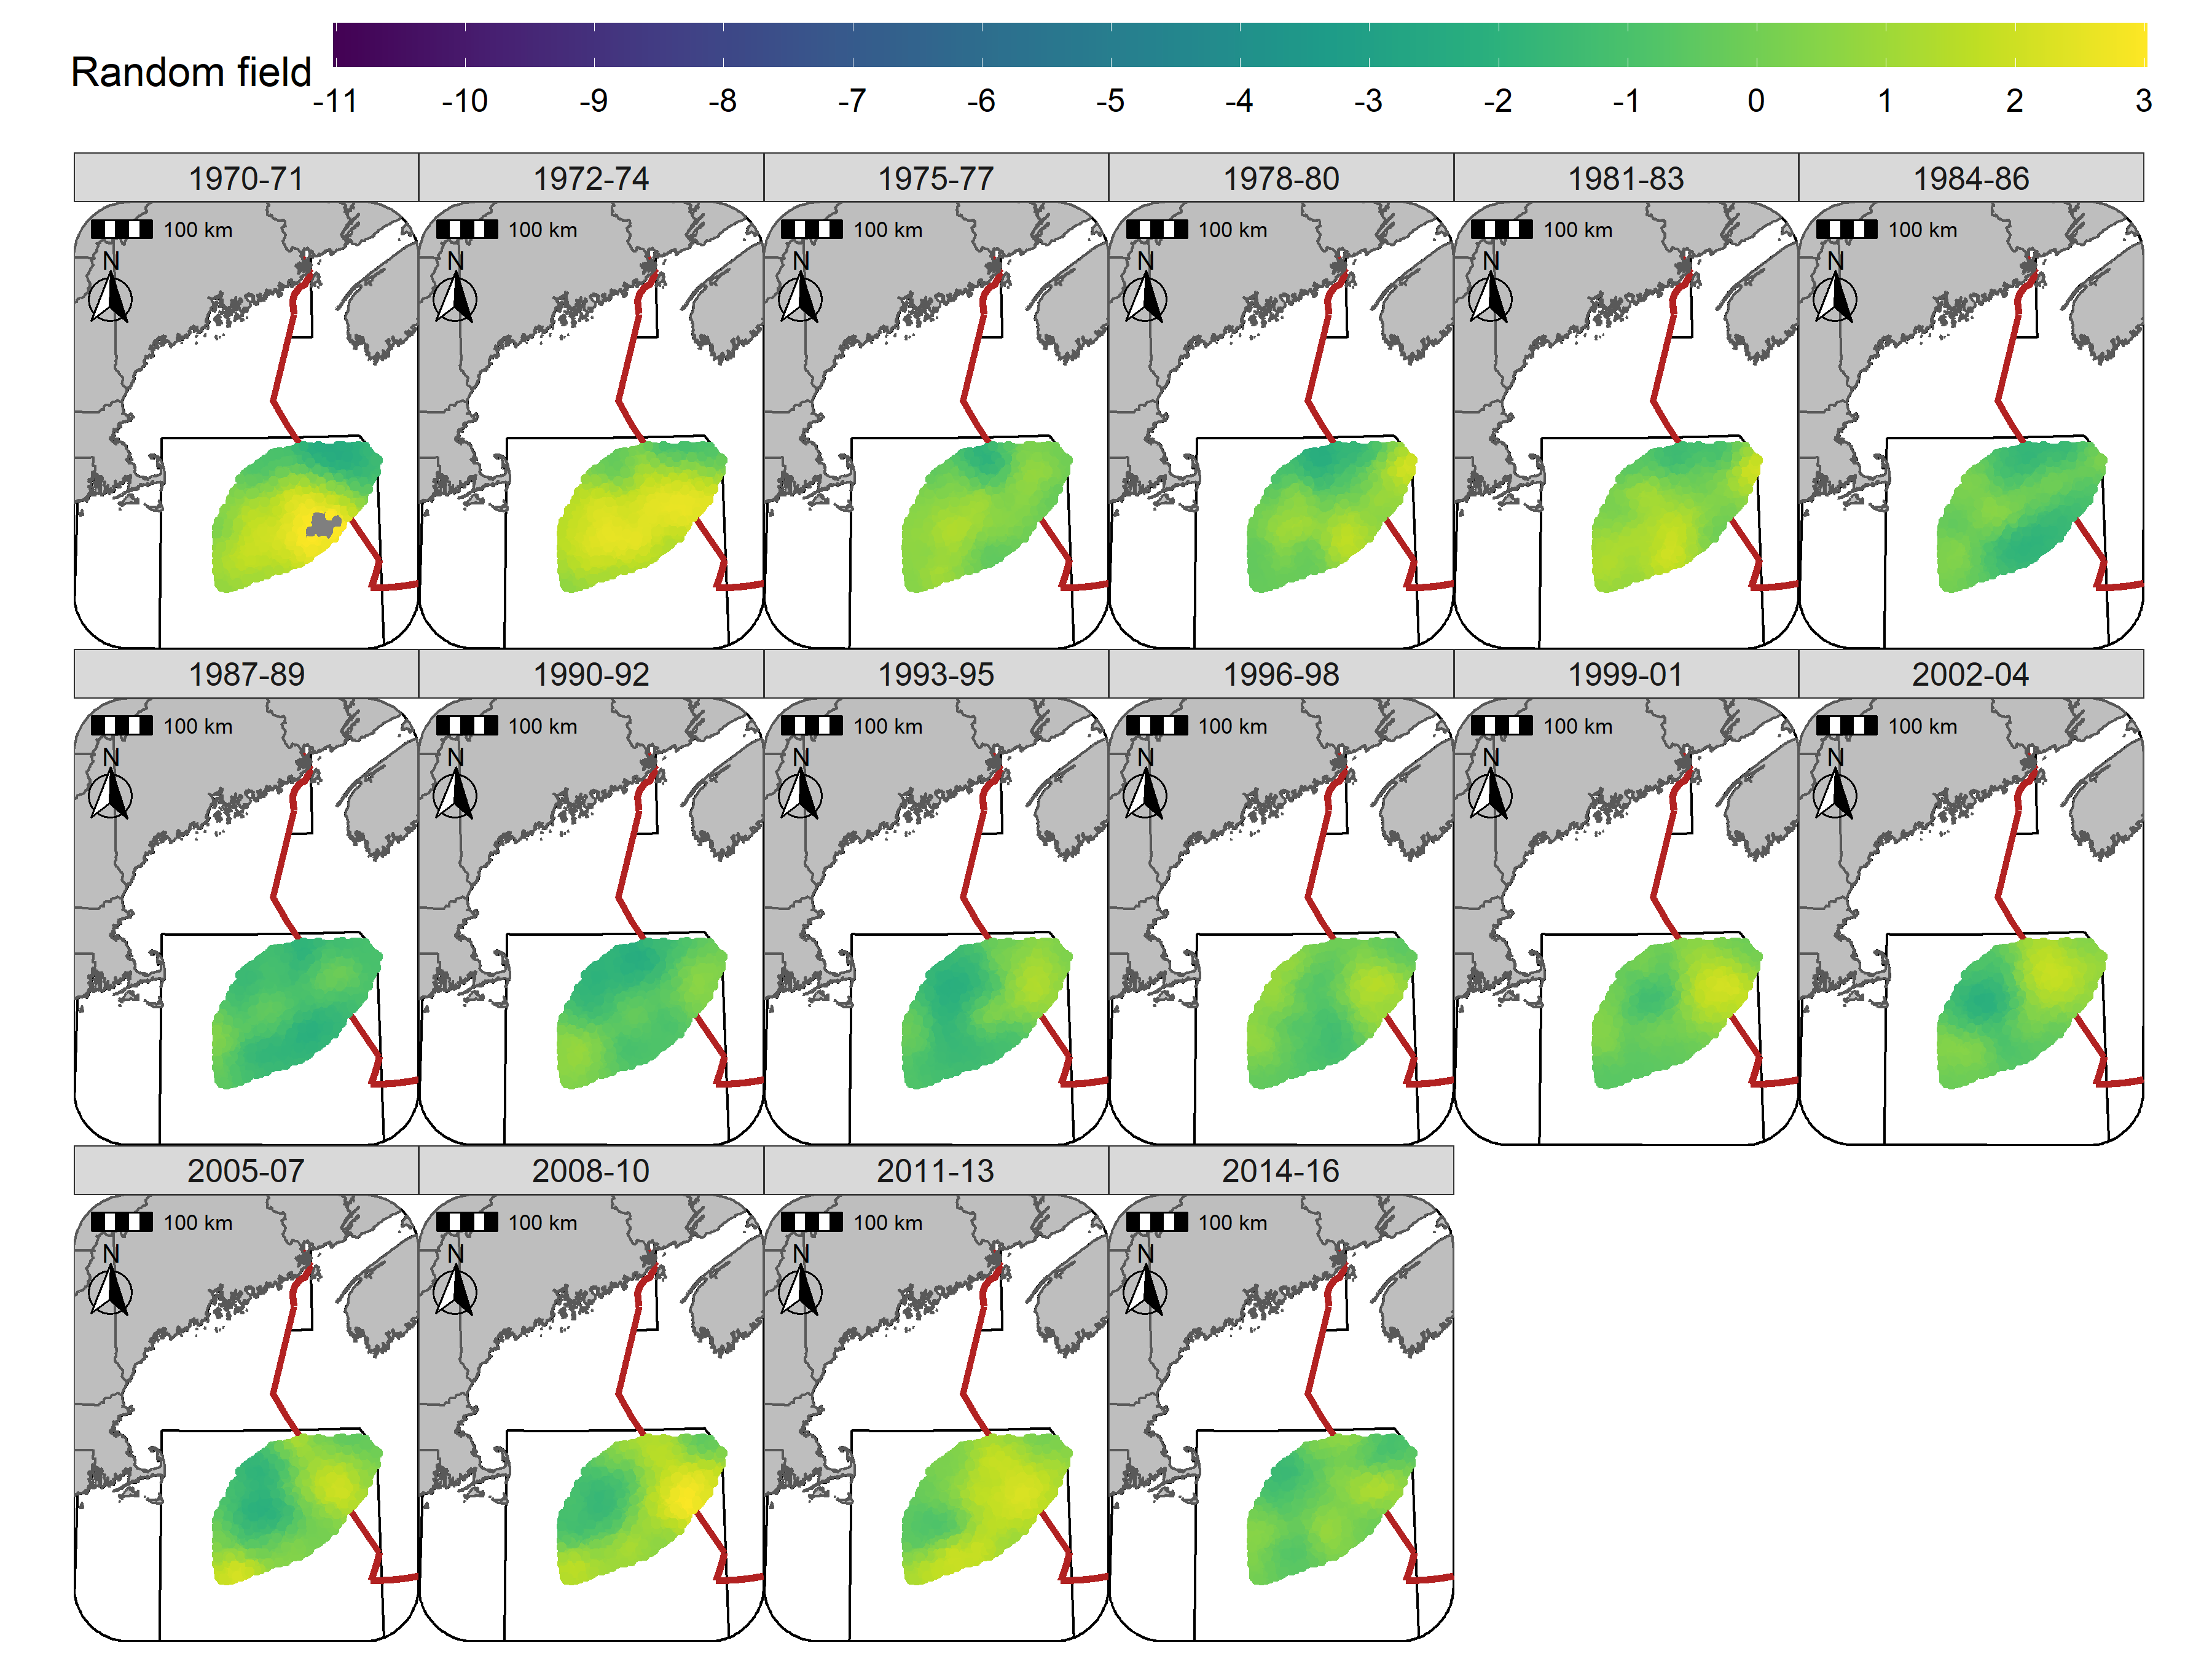 Random field
-11 -10 -9 -8 -7 -6 -5 -4 -3 -2 -1 0 1 2 3
1970-71 1972-74 1975-77 1978-80 1981-83 1984-86
100 km 100 km 100 km 100 km 100 km 100 km
N N N N N N
1987-89 1990-92 1993-95 1996-98 1999-01 2002-04
100 km 100 km 100 km 100 km 100 km 100 km
N N N N N N
2005-07 2008-10 2011-13 2014-16
100 km 100 km 100 km 100 km
N N N N